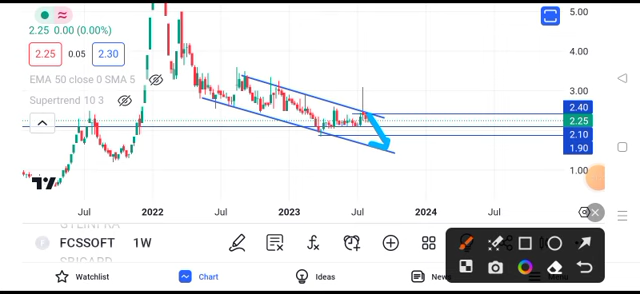 2.25 0.00 (0.00%)
5.00
2.25 0.05 2.30
4.00
EMA 50 close 0 SMA 5
3.00
Supertrend 10 3
2.40
2.25
2.10
1.90
1.00
Jul 2022 Jul 2023 Jul 2024 Jul
FCSSOFT 1W
Watchlist Chart Ideas News Menu